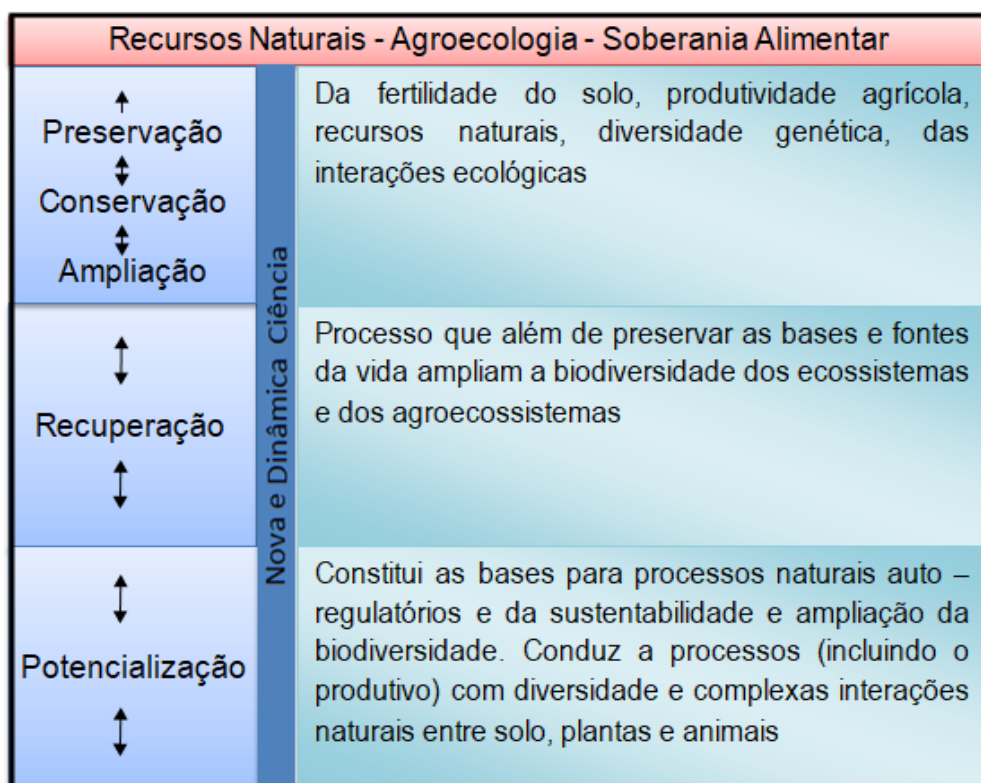 Recursos Naturais - Agroecologia - Soberania Alimentar
Preservação
Conservação
Ampliação
Nova e Dinâmica Ciência
Da fertilidade do solo, produtividade agrícola,
recursos naturais, diversidade genética, das
interações ecológicas
Recuperação
Processo que além de preservar as bases e fontes
da vida ampliam a biodiversidade dos ecossistemas
e dos agroecossistemas
Potencialização
Constitui as bases para processos naturais auto –
regulatórios e da sustentabilidade e ampliação da
biodiversidade. Conduz a processos (incluindo o
produtivo) com diversidade e complexas interações
naturais entre solo, plantas e animais